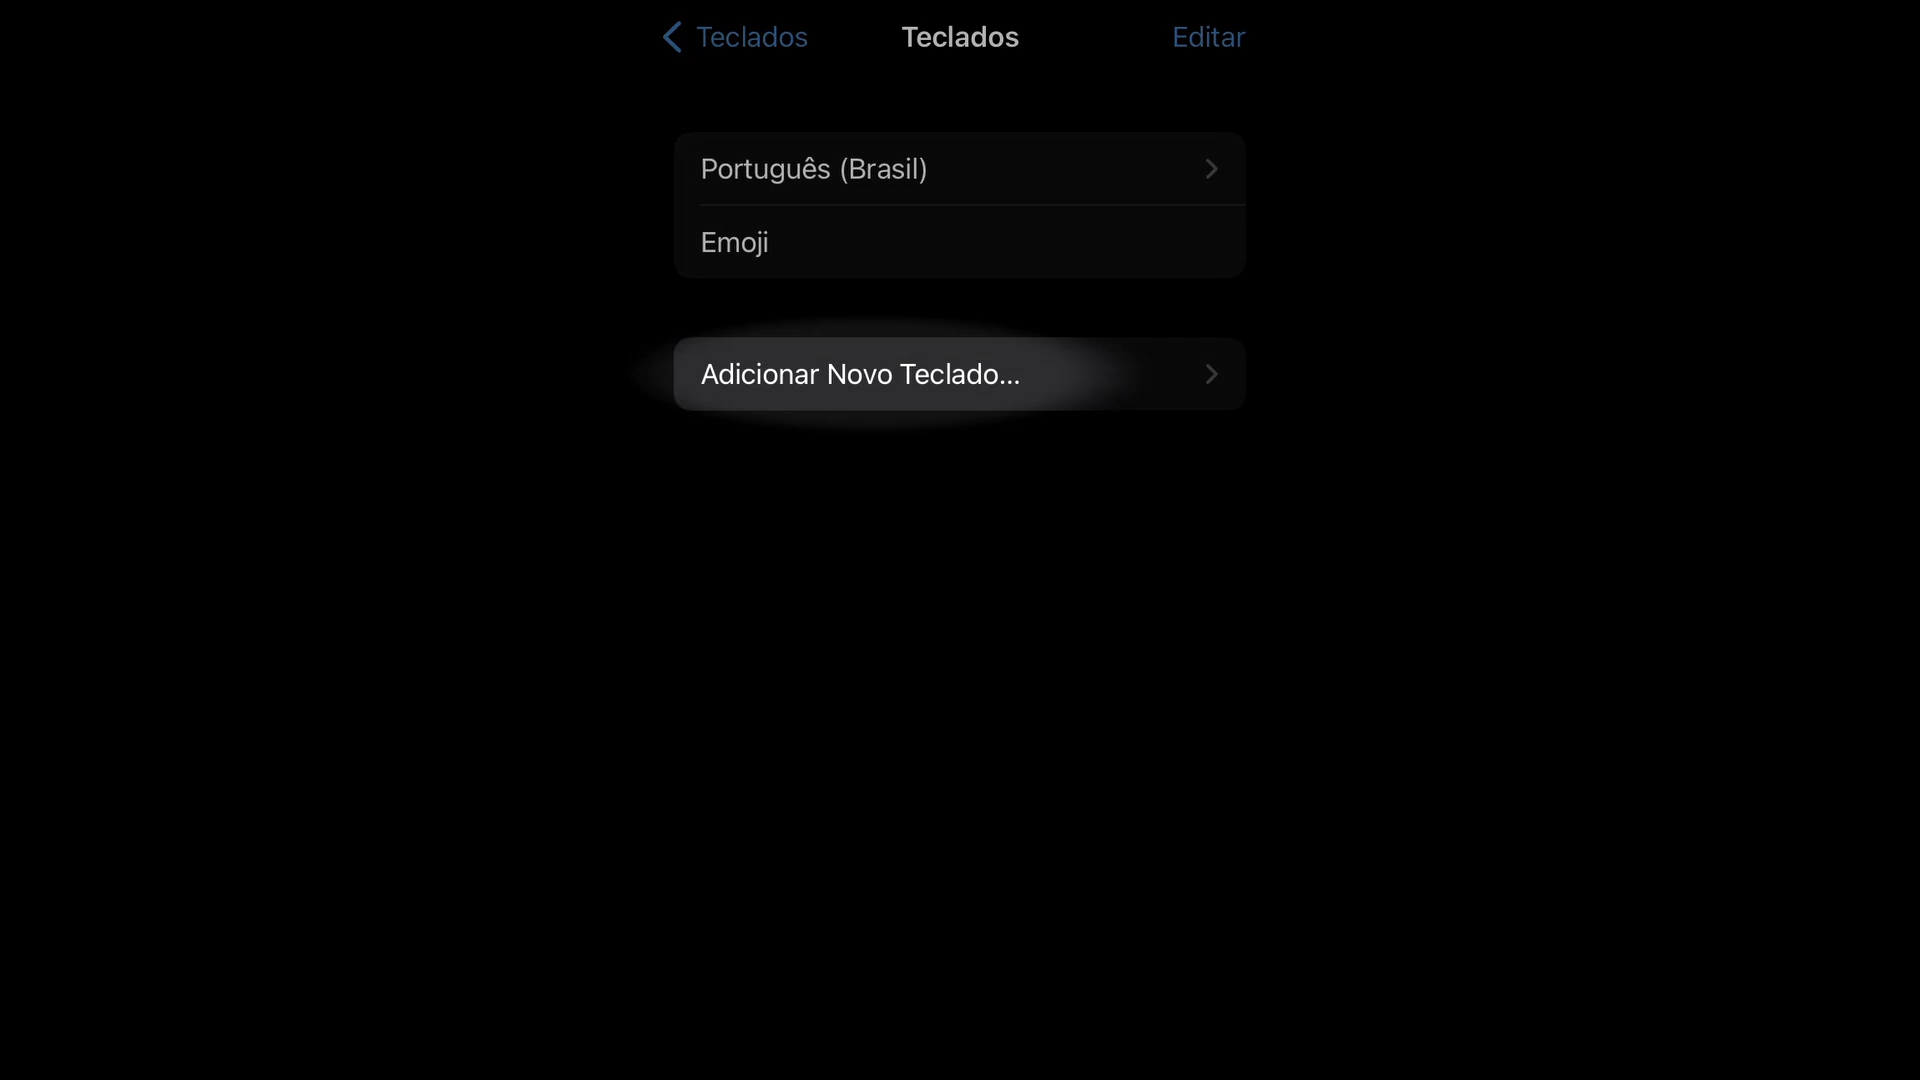 Teclados
Teclados
Editar
Português (Brasil)
Emoji
Adicionar Novo Teclado...